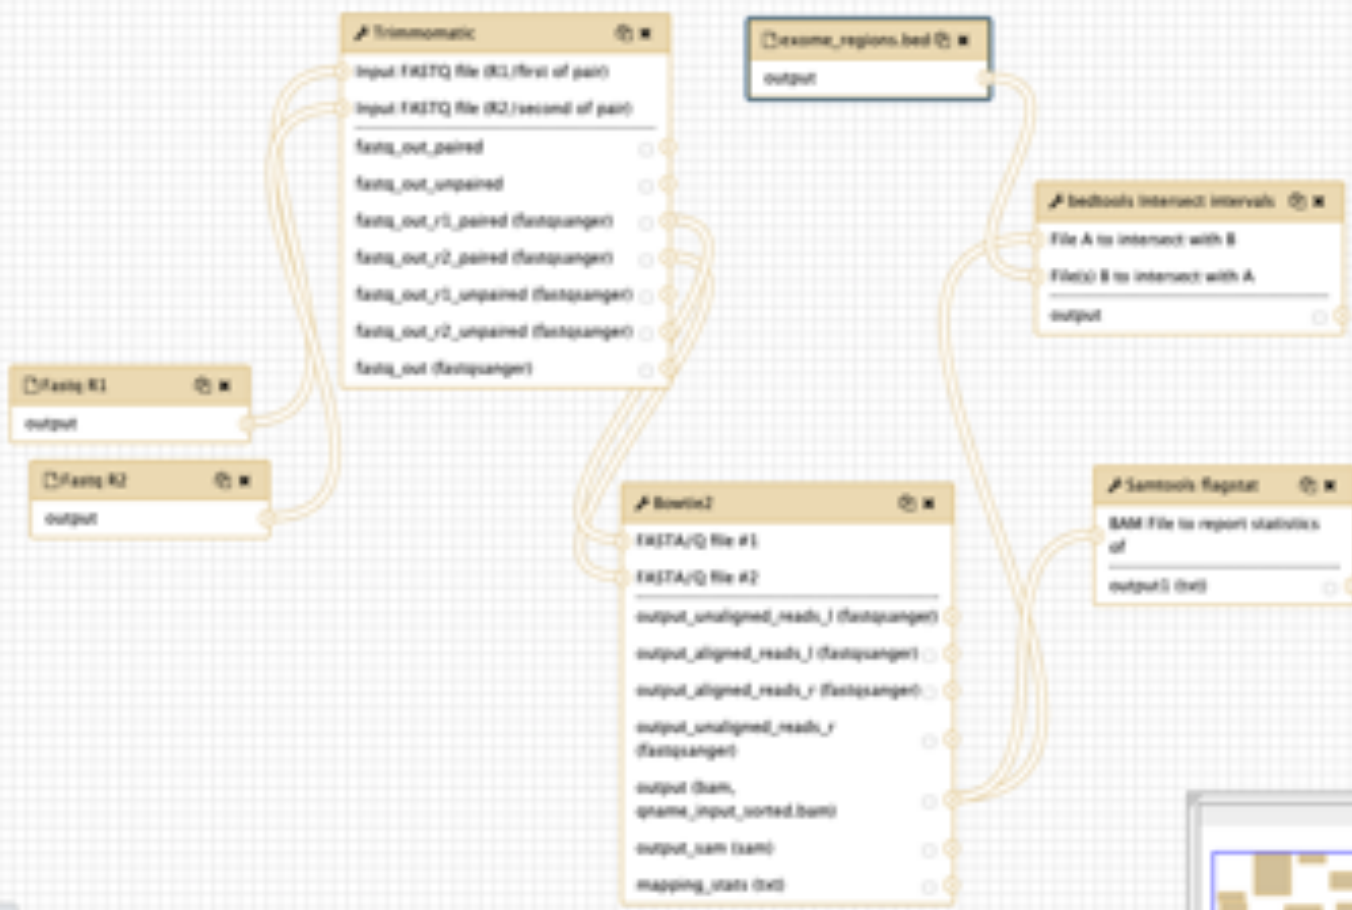 Trimmomatic
Input FASTQ file (R1/first of pair)
Input FASTQ file (R2/second of pair)
fastq_out_paired
fastq_out_unpaired
fastq_out_r1_paired (fastqsanger)
fastq_out_r2_paired (fastqsanger)
fastq_out_r1_unpaired (fastqsanger)
fastq_out_r2_unpaired (fastqsanger)
fastq_out (fastqsanger)
exome_regions.bed
output
bedtools Intersect intervals
File A to intersect with B
File(s) B to intersect with A
output
Fastq R1
output
Fastq R2
output
Bowtie2
FASTA/Q file #1
FASTA/Q file #2
output_unaligned_reads_l (fastqsanger)
output_aligned_reads_l (fastqsanger)
output_aligned_reads_r (fastqsanger)
output_unaligned_reads_r
(fastqsanger)
output (bam,
qname_input_sorted.bam)
output_sam (sam)
mapping_stats (txt)
Samtools flagstat
BAM File to report statistics
of
output1 (txt)